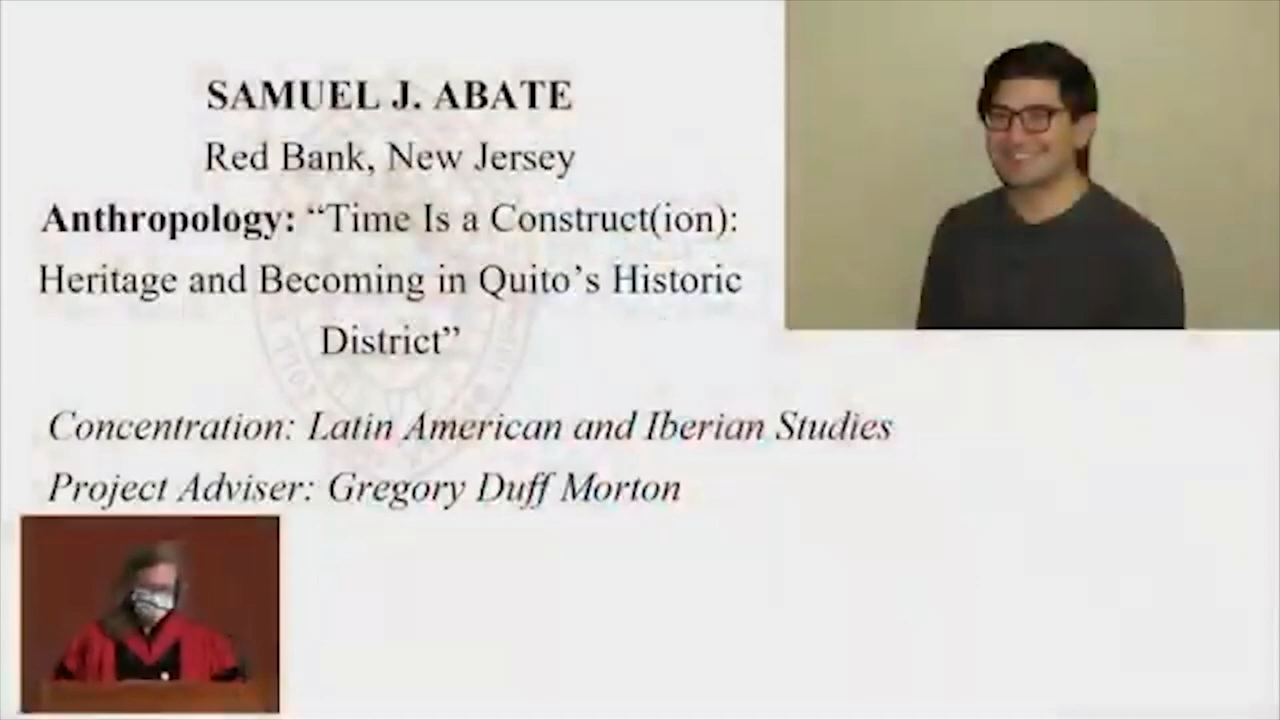 SAMUEL J. ABATE
Red Bank, New Jersey
Anthropology: “Time Is a Construct(ion):
Heritage and Becoming in Quito’s Historic
District”
Concentration: Latin American and Iberian Studies
Project Adviser: Gregory Duff Morton